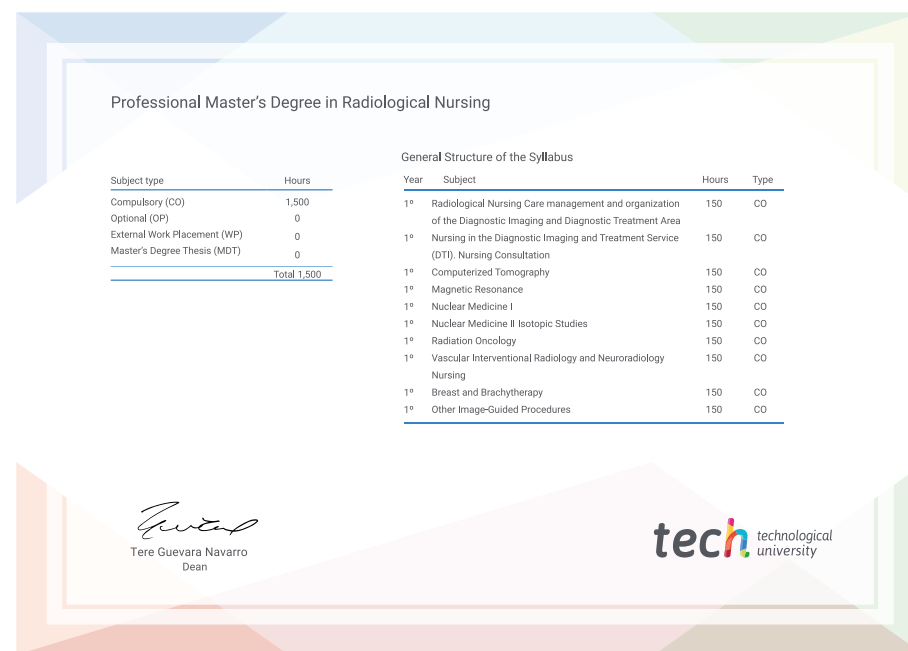 Professional Master's Degree in Radiological Nursing
Subject type Hours
Compulsory (CO) 1,500
Optional (OP) 0
External Work Placement (WP) 0
Master's Degree Thesis (MDT) 0
Total 1,500
General Structure of the Syllabus
Year Subject Hours Type
1º Radiological Nursing Care management and organization 150 CO
of the Diagnostic Imaging and Diagnostic Treatment Area
1º Nursing in the Diagnostic Imaging and Treatment Service 150 CO
(DTI). Nursing Consultation
1º Computerized Tomography 150 CO
1º Magnetic Resonance 150 CO
1º Nuclear Medicine I 150 CO
1º Nuclear Medicine II Isotopic Studies 150 CO
1º Radiation Oncology 150 CO
1º Vascular Interventional Radiology and Neuroradiology 150 CO
Nursing
1º Breast and Brachytherapy 150 CO
1º Other Image-Guided Procedures 150 CO
Tere Guevara Navarro
Dean
tech technological
university